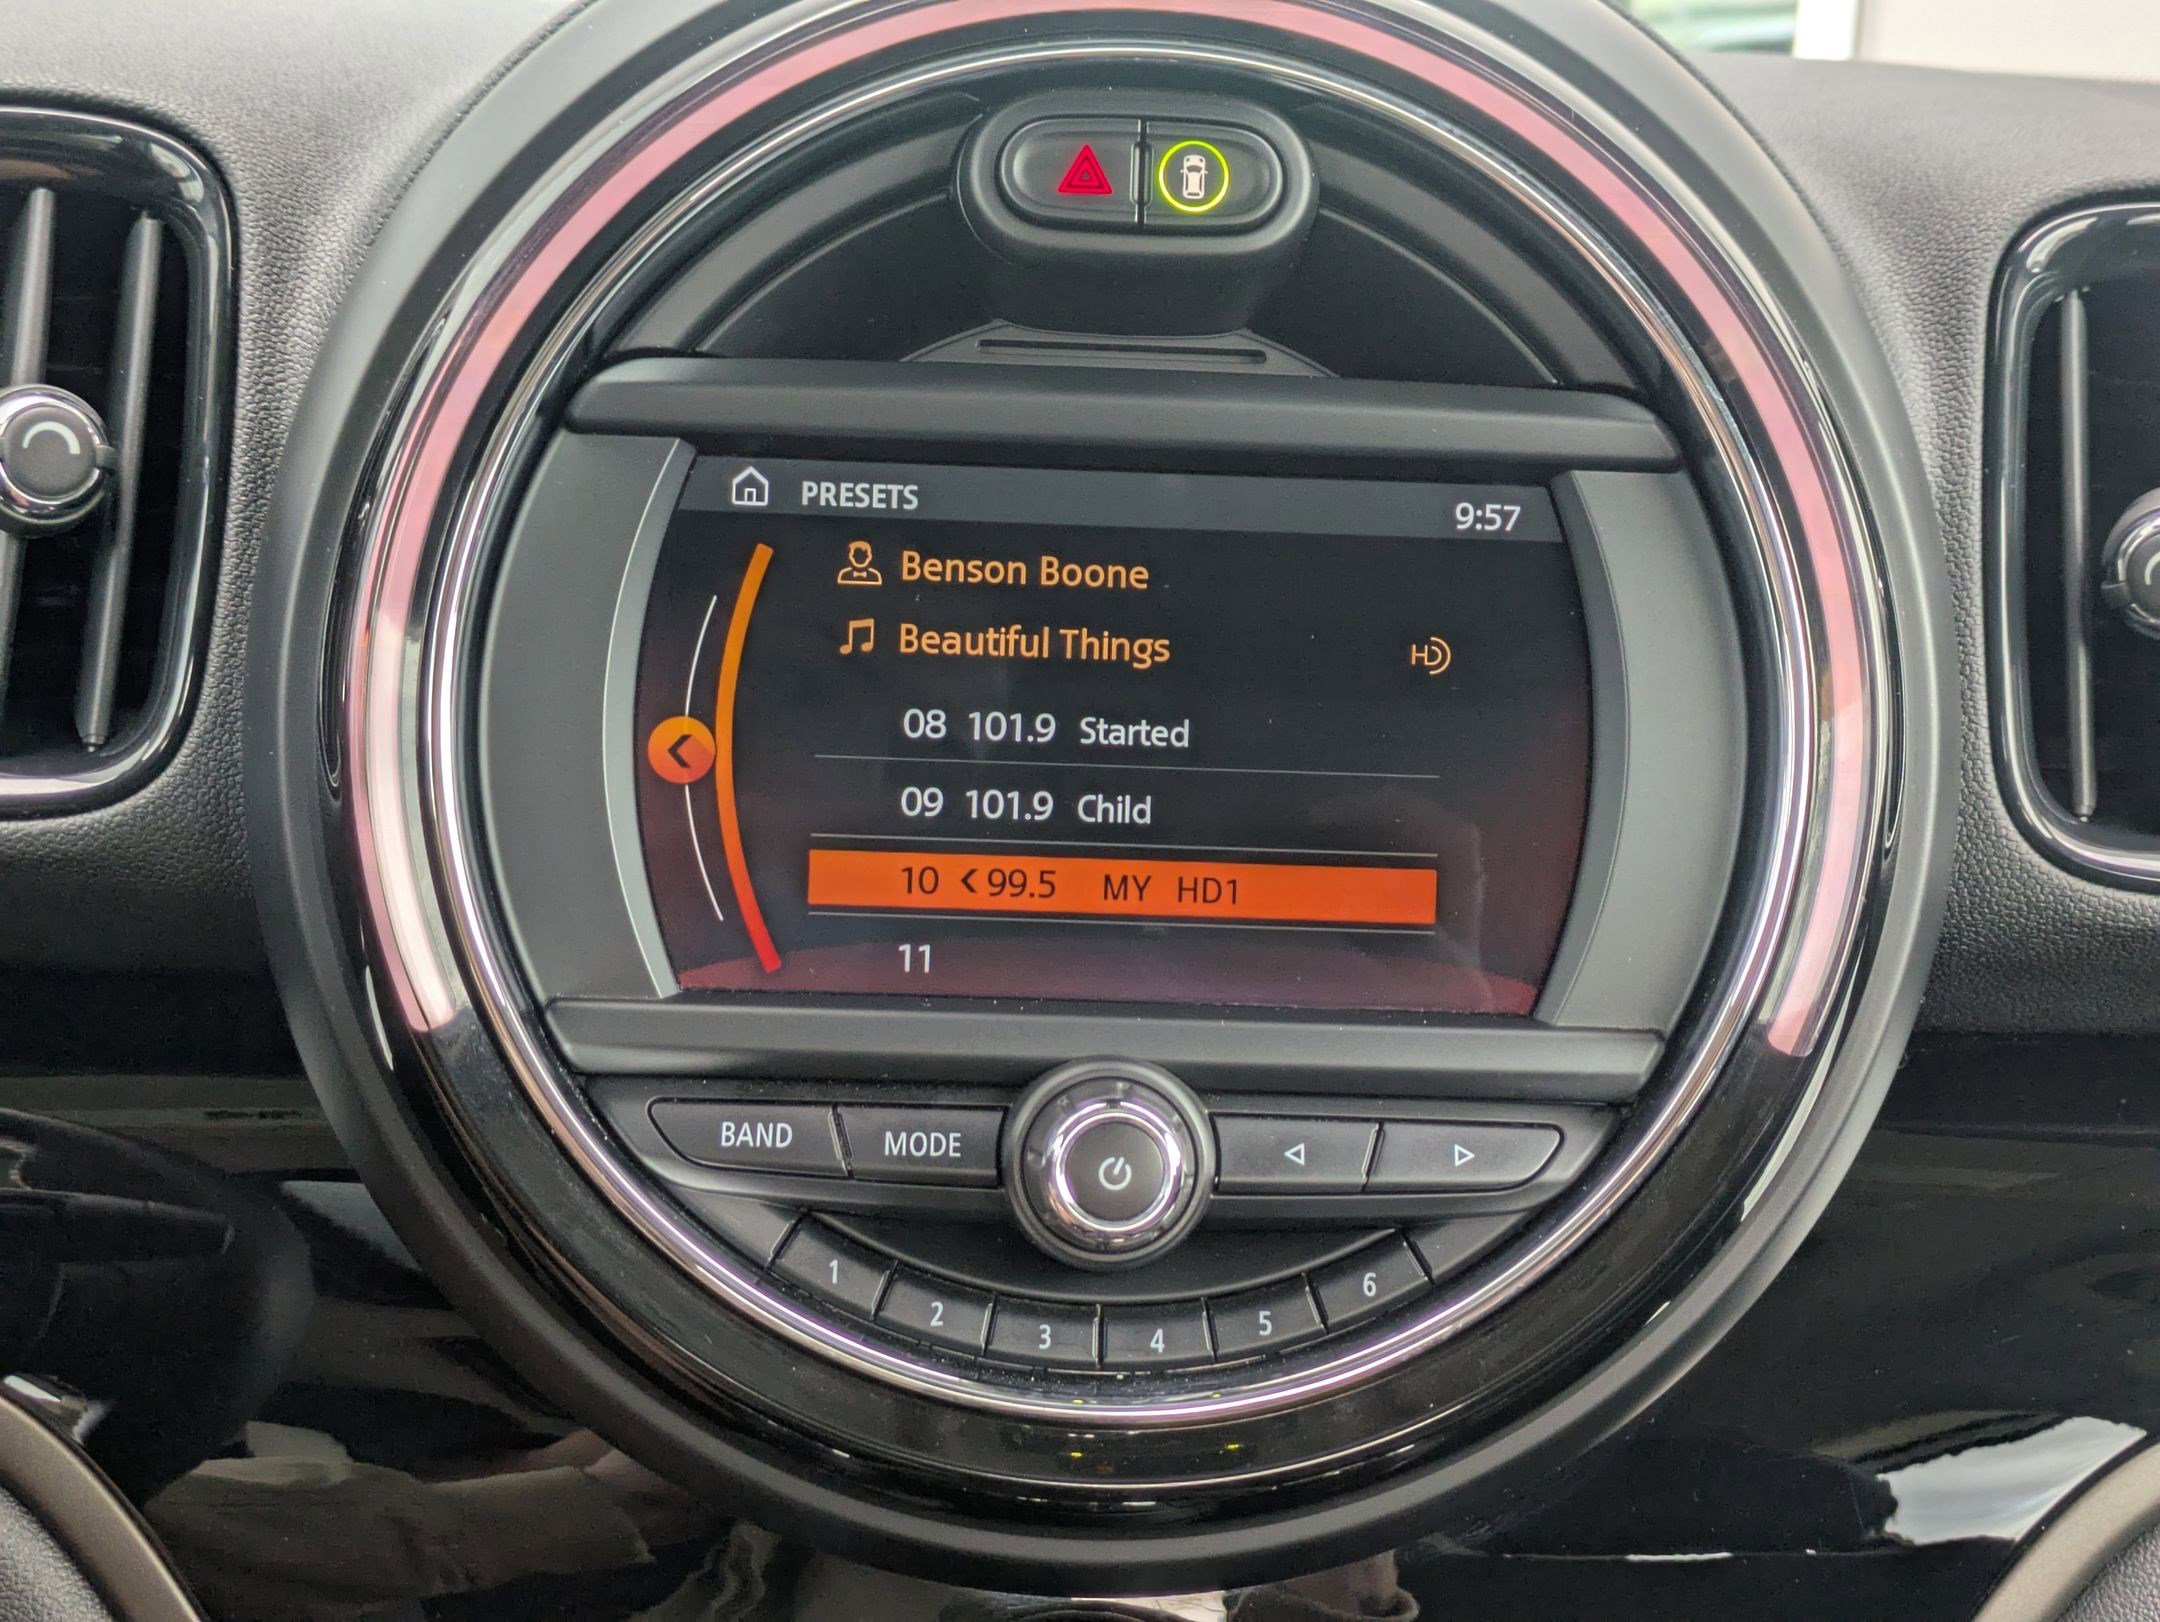 PRESETS 9:57
Benson Boone
Beautiful Things HD
08 101.9 Started
09 101.9 Child
10 <99.5 MY HD1
11
BAND MODE
1 2 3 4 5 6